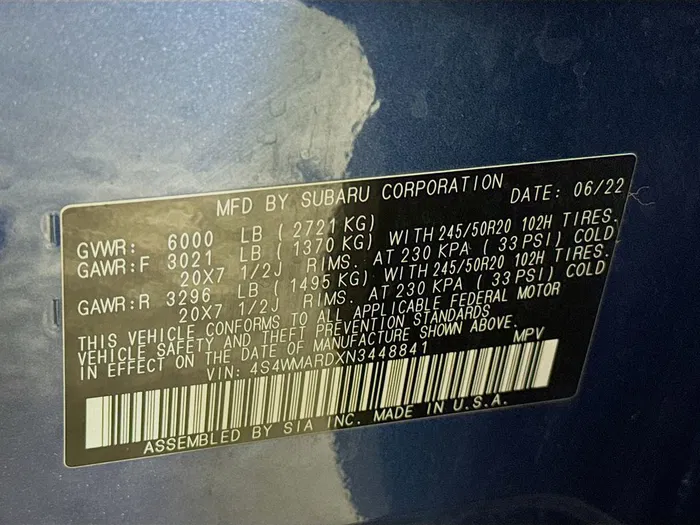 MFD BY SUBARU CORPORATION DATE: 06/22
GVWR: 6000 LB ( 2721 KG)
GAWR:F 3021 LB ( 1370 KG) WITH 245/50R20 102H TIRES.
20X7 1/2J RIMS. AT 230 KPA ( 33 PSI) COLD
GAWR:R 3296 LB ( 1495 KG) WITH 245/50R20 102H TIRES.
20X7 1/2J RIMS. AT 230 KPA ( 33 PSI) COLD
THIS VEHICLE CONFORMS TO ALL APPLICABLE FEDERAL MOTOR
VEHICLE SAFETY AND THEFT PREVENTION STANDARDS
IN EFFECT ON THE DATE OF MANUFACTURE SHOWN ABOVE.
VIN: 4S4WMARDXN3448841 MPV
ASSEMBLED BY SIA INC. MADE IN U.S.A.